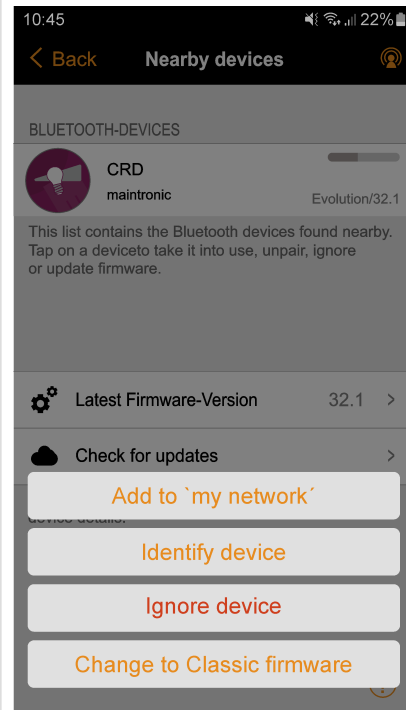 10:45
22%
Back
Nearby devices
BLUETOOTH-DEVICES
CRD
maintronic
Evolution/32.1
This list contains the Bluetooth devices found nearby.
Tap on a deviceto take it into use, unpair, ignore
or update firmware.
Latest Firmware-Version
32.1
Check for updates
Add to `my network´
device details.
Identify device
Ignore device
Change to Classic firmware